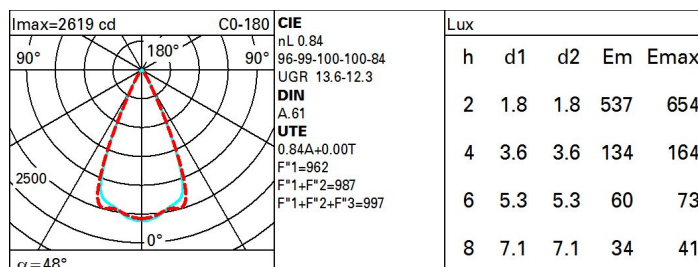 Imax=2619 cd C0-180
90° 180° 90°
2500
0°
α=48°
CIE
nL 0.84
96-99-100-100-84
UGR 13.6-12.3
DIN
A.61
UTE
0.84A+0.00T
F"1=962
F"1+F"2=987
F"1+F"2+F"3=997
Lux
h d1 d2 Em Emax
2 1.8 1.8 537 654
4 3.6 3.6 134 164
6 5.3 5.3 60 73
8 7.1 7.1 34 41